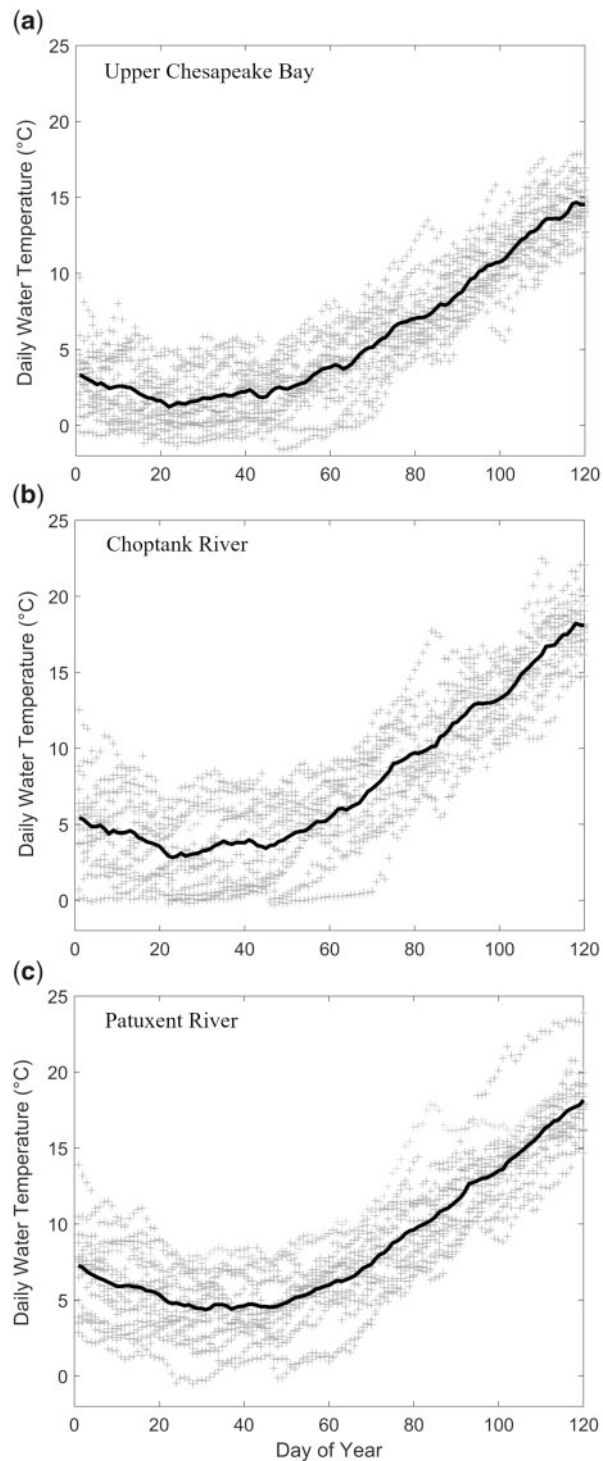 (a)
25
Upper Chesapeake Bay
20
15
10
5
0
Daily Water Temperature (°C)
0 20 40 60 80 100 120
(b)
25
Choptank River
20
15
10
5
0
Daily Water Temperature (°C)
0 20 40 60 80 100 120
(c)
25
Patuxent River
20
15
10
5
0
Daily Water Temperature (°C)
0 20 40 60 80 100 120
Day of Year